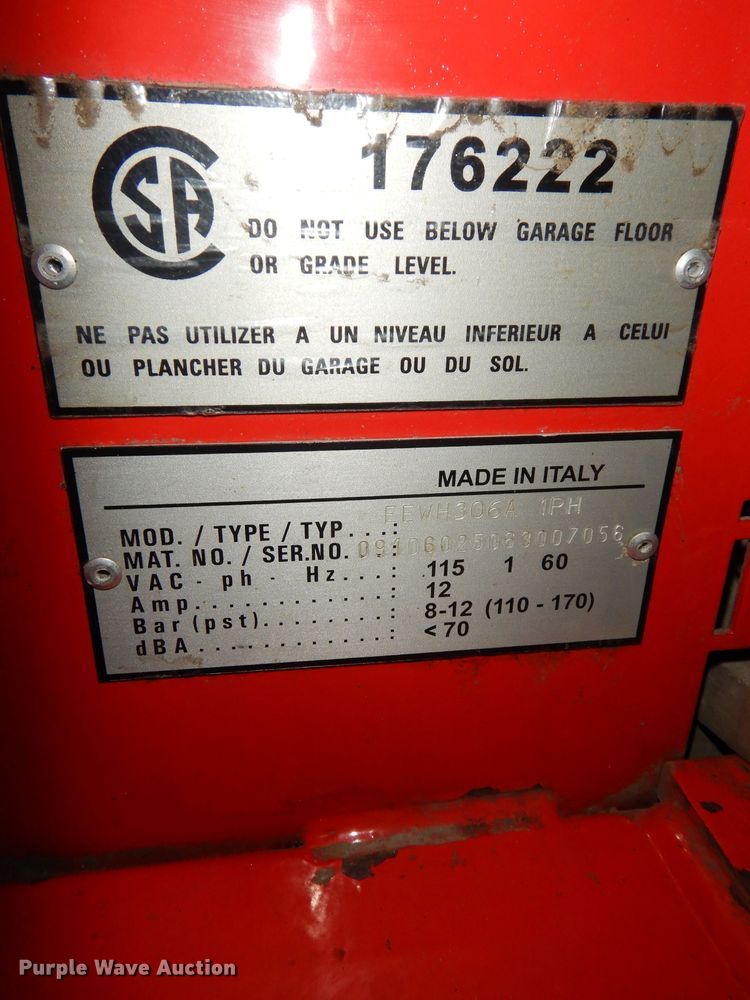 CSA
176222
DO NOT USE BELOW GARAGE FLOOR
OR GRADE LEVEL.
NE PAS UTILIZER A UN NIVEAU INFERIEUR A CELUI
OU PLANCHER DU GARAGE OU DU SOL.
MADE IN ITALY
MOD. / TYPE / TYP...: EEWH306A 1PH
MAT. NO. / SER.NO. :
VAC - ph - Hz...: 115 1 60
Amp.............: 12
Bar (pst)..........: 8-12 (110 - 170)
dBA.............: < 70
Purple Wave Auction